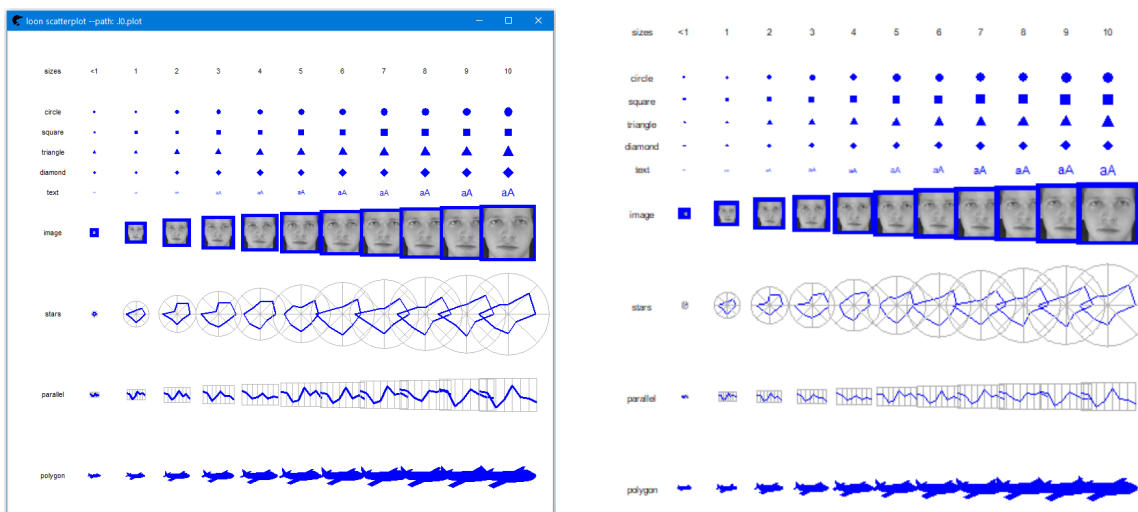 loon scatterplot --path: .l0.plot
sizes <1 1 2 3 4 5 6 7 8 9 10
circle
square
triangle
diamond
text aA aA aA aA aA aA aA
image
stars
parallel
polygon
sizes <1 1 2 3 4 5 6 7 8 9 10
circle
square
triangle
diamond
text aA aA aA aA aA aA aA aA
image
stars
parallel
polygon